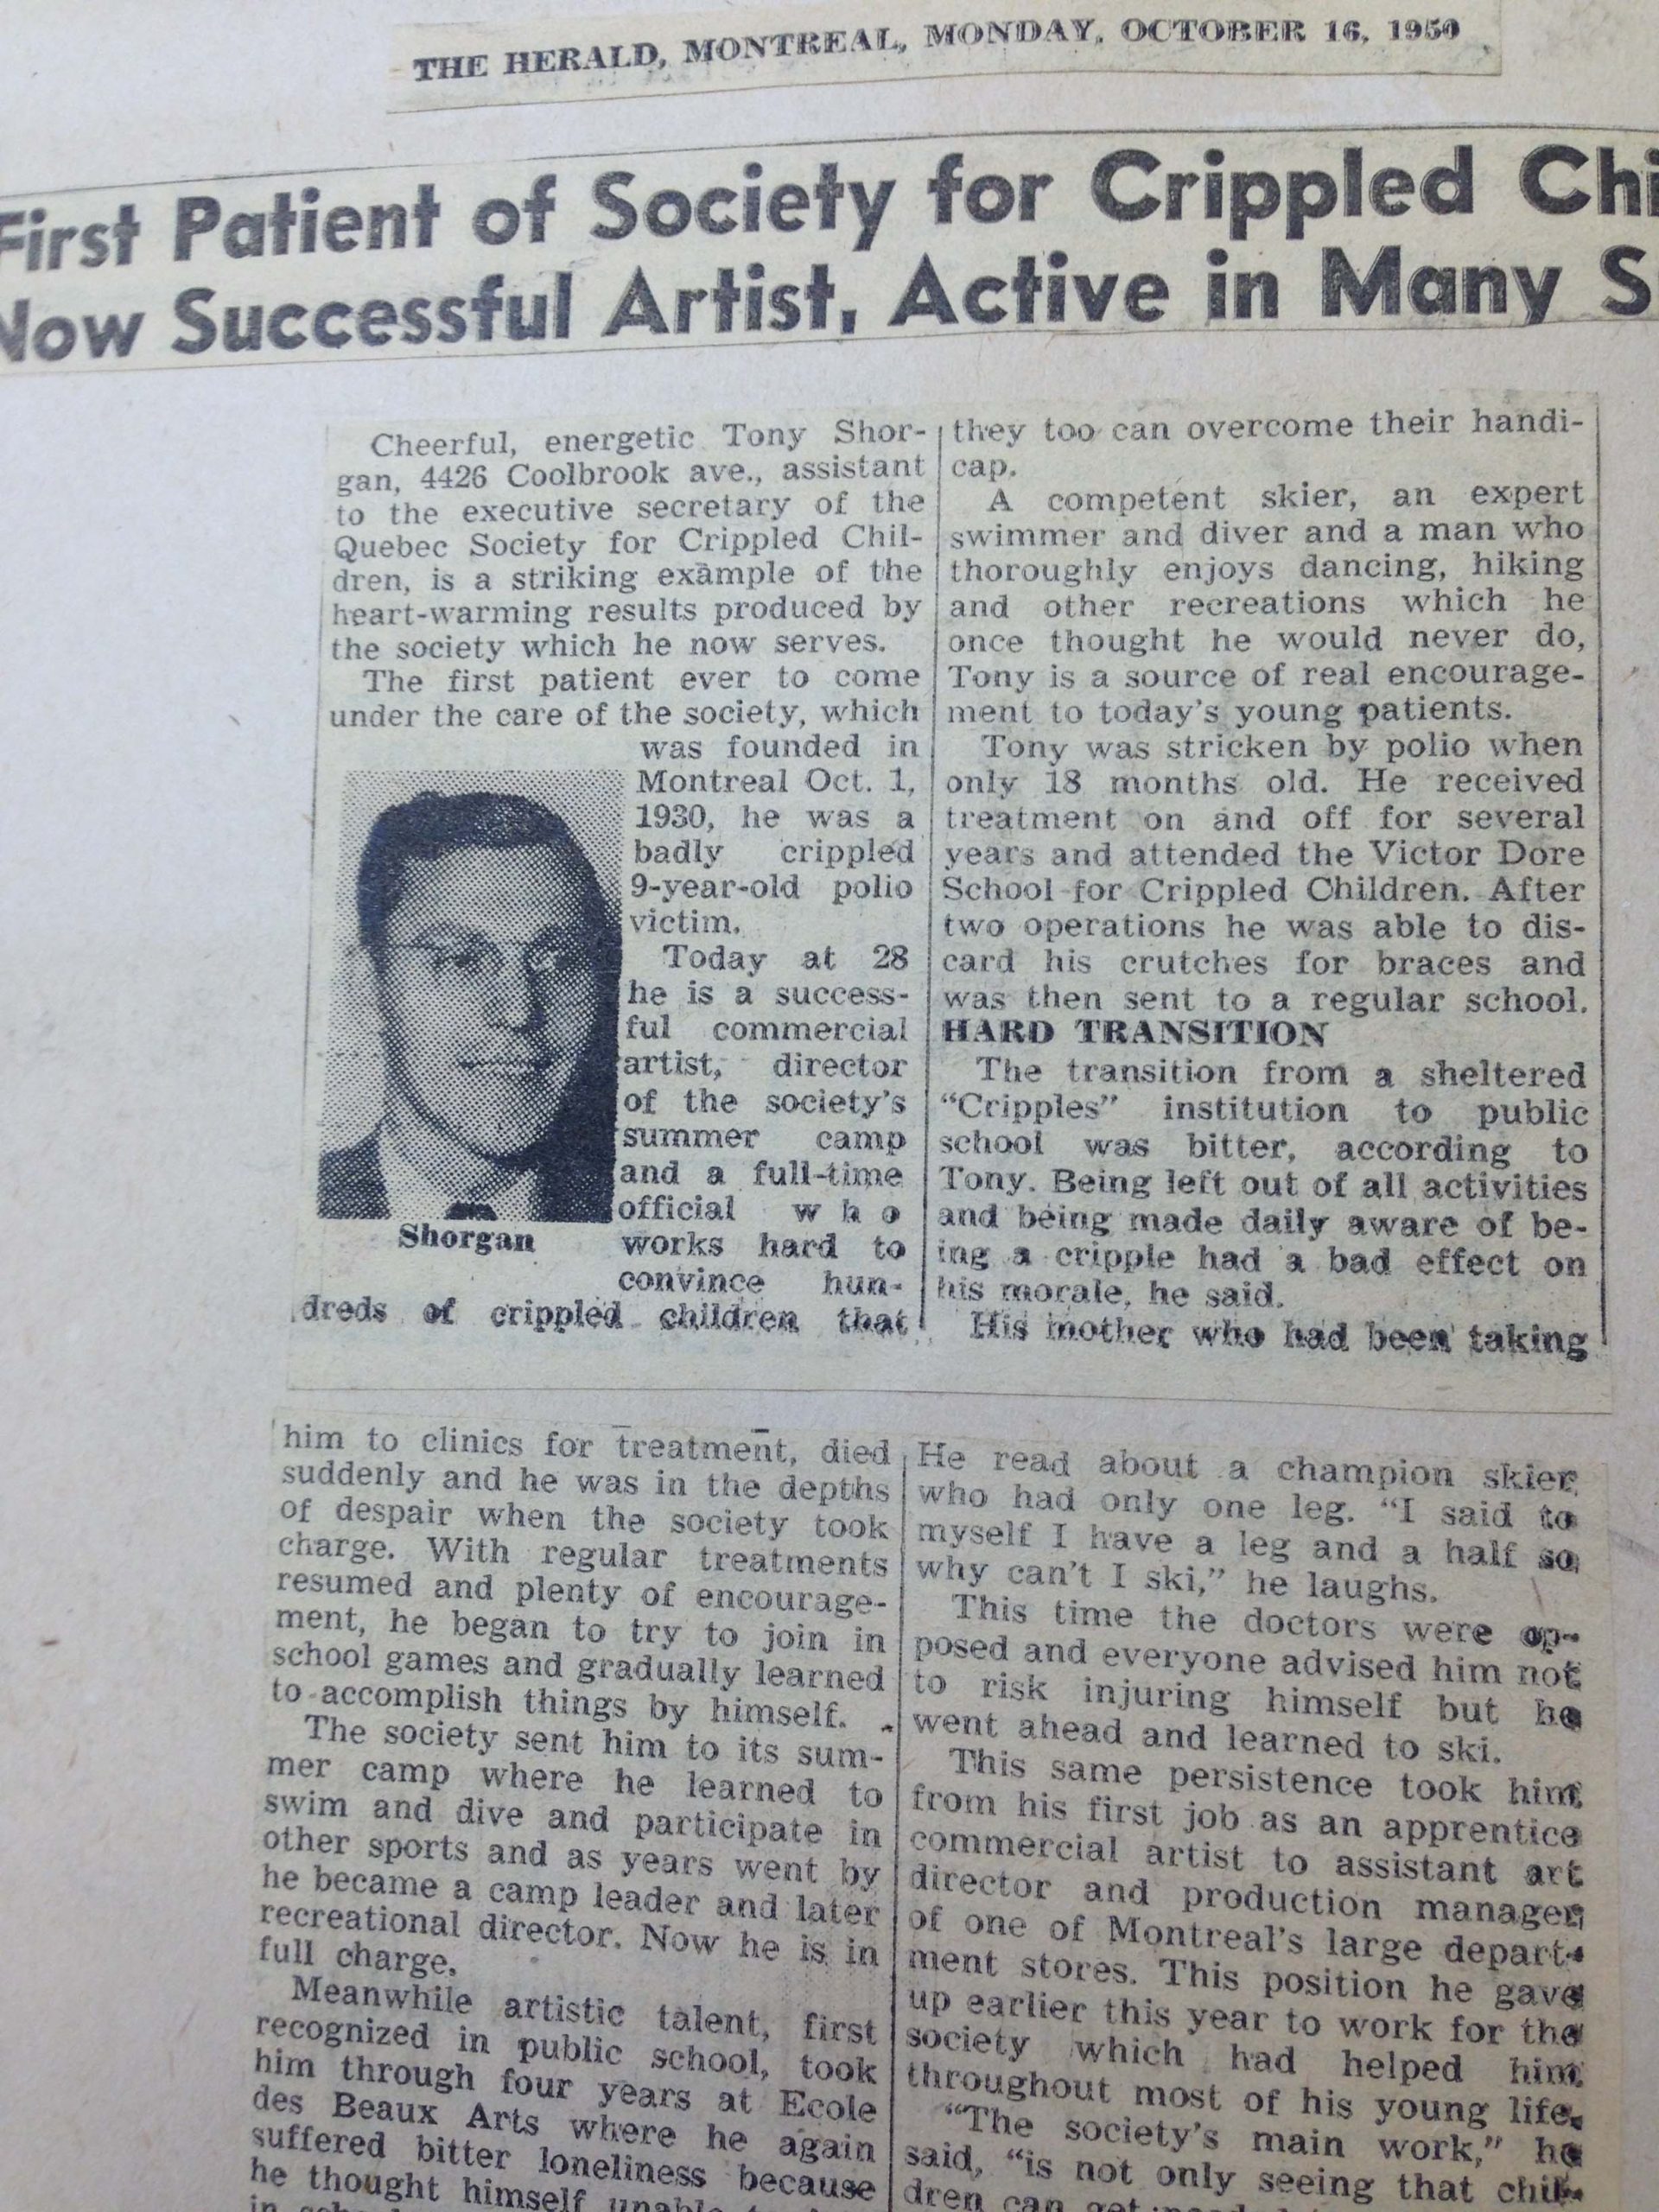 THE HERALD, MONTREAL, MONDAY, OCTOBER 16, 1950
First Patient of Society for Crippled Chi
Now Successful Artist, Active in Many S
Cheerful, energetic Tony Shor-
gan, 4426 Coolbrook ave., assistant
to the executive secretary of the
Quebec Society for Crippled Chil-
dren, is a striking example of the
heart-warming results produced by
the society which he now serves.
The first patient ever to come
under the care of the society, which
was founded in
Montreal Oct. 1,
1930, he was a
badly crippled
9-year-old polio
victim.
Today at 28
he is a success-
ful commercial
artist, director
of the society's
summer camp
and a full-time
official who
works hard to
convince hun-
dreds of crippled children that
Shorgan
they too can overcome their handi-
cap.
A competent skier, an expert
swimmer and diver and a man who
thoroughly enjoys dancing, hiking
and other recreations which he
once thought he would never do,
Tony is a source of real encourage-
ment to today's young patients.
Tony was stricken by polio when
only 18 months old. He received
treatment on and off for several
years and attended the Victor Dore
School for Crippled Children. After
two operations he was able to dis-
card his crutches for braces and
was then sent to a regular school.
HARD TRANSITION
The transition from a sheltered
"Cripples" institution to public
school was bitter, according to
Tony. Being left out of all activities
and being made daily aware of be-
ing a cripple had a bad effect on
his morale, he said.
His mother who had been taking
him to clinics for treatment, died
suddenly and he was in the depths
of despair when the society took
charge. With regular treatments
resumed and plenty of encourage-
ment, he began to try to join in
school games and gradually learned
to accomplish things by himself.
The society sent him to its sum-
mer camp where he learned to
swim and dive and participate in
other sports and as years went by
he became a camp leader and later
recreational director. Now he is in
full charge.
Meanwhile artistic talent, first
recognized in public school, took
him through four years at Ecole
des Beaux Arts where he again
suffered bitter loneliness because
he thought himself unable
He read about a champion skier
who had only one leg. "I said to
myself I have a leg and a half so
why can't I ski," he laughs.
This time the doctors were op-
posed and everyone advised him not
to risk injuring himself but he
went ahead and learned to ski.
This same persistence took him
from his first job as an apprentice
commercial artist to assistant art
director and production manager
of one of Montreal's large depart-
ment stores. This position he gave
up earlier this year to work for the
society which had helped him
throughout most of his young life.
"The society's main work," he
said, "is not only seeing that chil-
dren can get